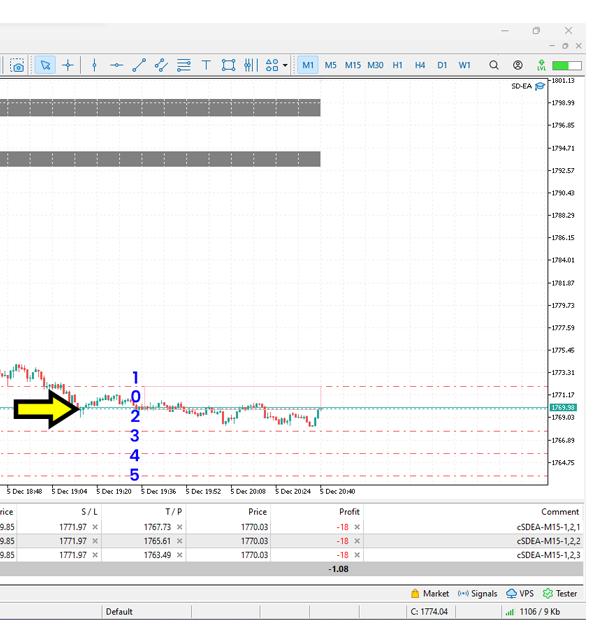 M1 M5 M15 M30 H1 H4 D1 W1 LVL
SD-EA
1801.13
1798.99
1796.85
1794.71
1792.57
1790.43
1788.29
1786.15
1784.01
1781.87
1779.73
1777.59
1775.45
1773.31
1771.17
1769.98
1769.03
1766.89
1764.75
1
0
2
3
4
5
5 Dec 18:48 5 Dec 19:04 5 Dec 19:20 5 Dec 19:36 5 Dec 19:52 5 Dec 20:08 5 Dec 20:24 5 Dec 20:40
rice S / L T / P Price Profit Comment
9.85 1771.97 × 1767.73 × 1770.03 -18 × cSDEA-M15-1,2,1
9.85 1771.97 × 1765.61 × 1770.03 -18 × cSDEA-M15-1,2,2
9.85 1771.97 × 1763.49 × 1770.03 -18 × cSDEA-M15-1,2,3
-1.08
Market Signals VPS Tester
Default C: 1774.04 1106 / 9 Kb